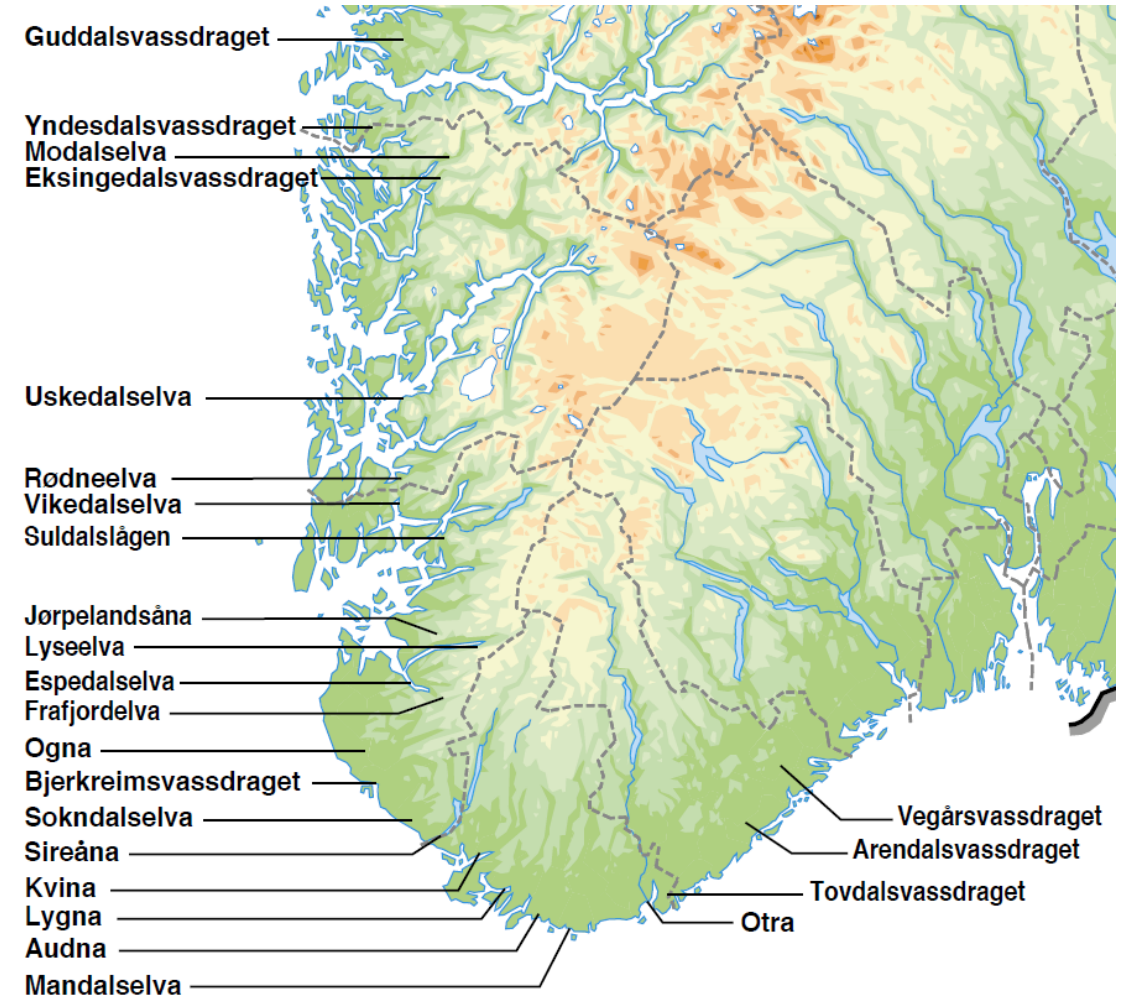 Guddalsvassdraget
Yndesdalsvassdraget
Modalselva
Eksingedalsvassdraget
Uskedalselva
Rødneelva
Vikedalselva
Suldalslågen
Jørpelandsåna
Lyseelva
Espedalselva
Frafjordelva
Ogna
Bjerkreimsvassdraget
Sokndalselva
Sireåna
Kvina
Lygna
Audna
Mandalselva
Vegårsvassdraget
Arendalsvassdraget
Tovdalsvassdraget
Otra